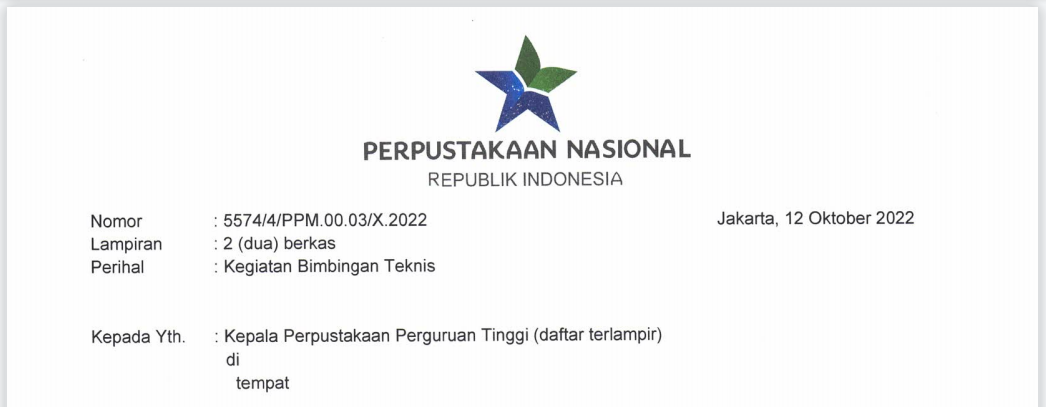 PERPUSTAKAAN NASIONAL
REPUBLIK INDONESIA
Nomor : 5574/4/PPM.00.03/X.2022 Jakarta, 12 Oktober 2022
Lampiran : 2 (dua) berkas
Perihal : Kegiatan Bimbingan Teknis
Kepada Yth. : Kepala Perpustakaan Perguruan Tinggi (daftar terlampir)
di
tempat